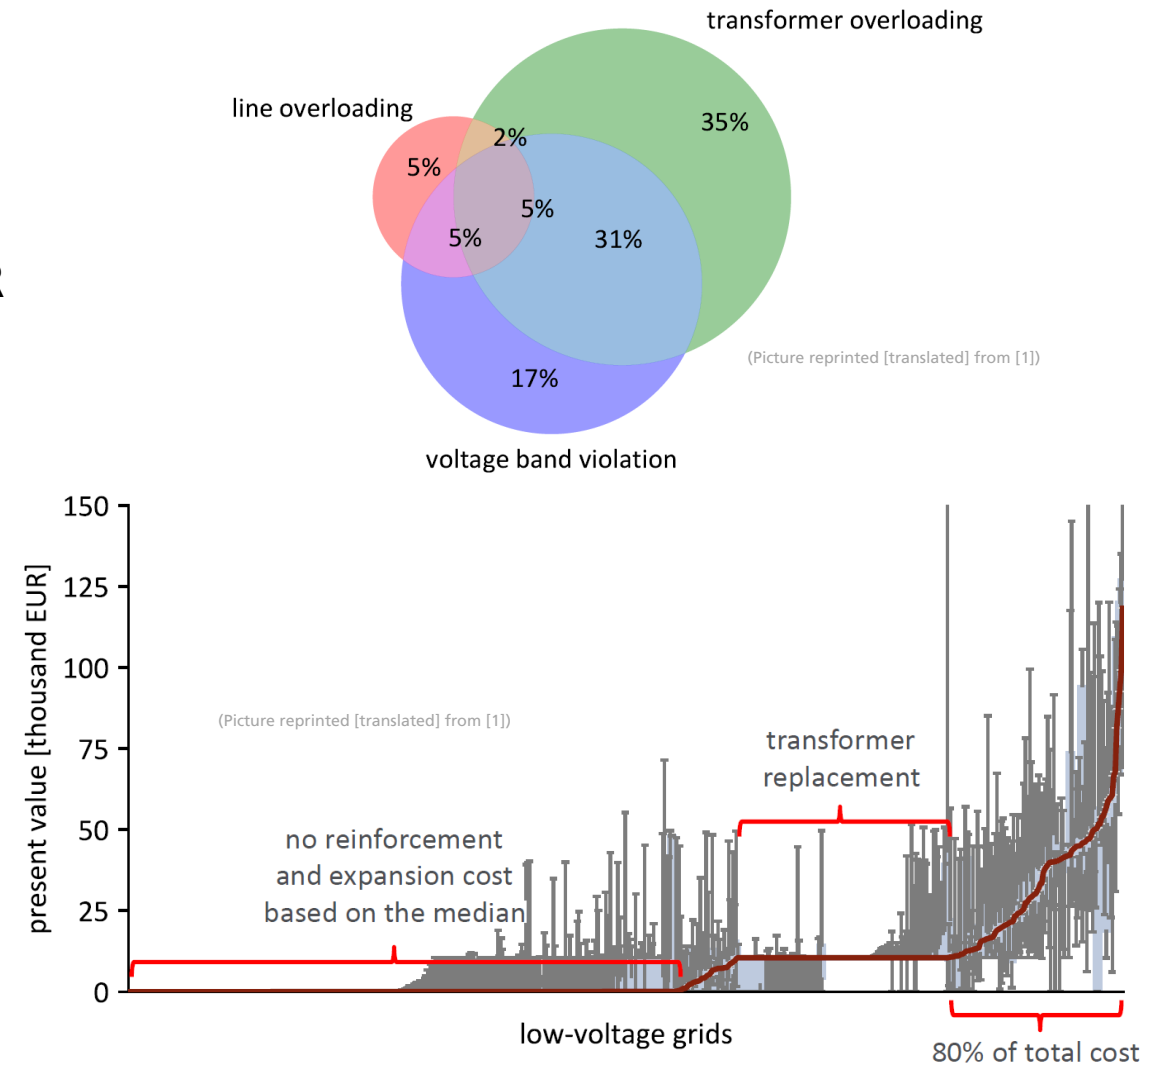 transformer overloading
line overloading
35%
2%
5%
5%
31%
5%
R
(Picture reprinted [translated] from [1])
17%
voltage band violation
150
125
100
75
50
25
0
present value [thousand EUR]
(Picture reprinted [translated] from [1])
transformer
replacement
no reinforcement
and expansion cost
based on the median
low-voltage grids
80% of total cost